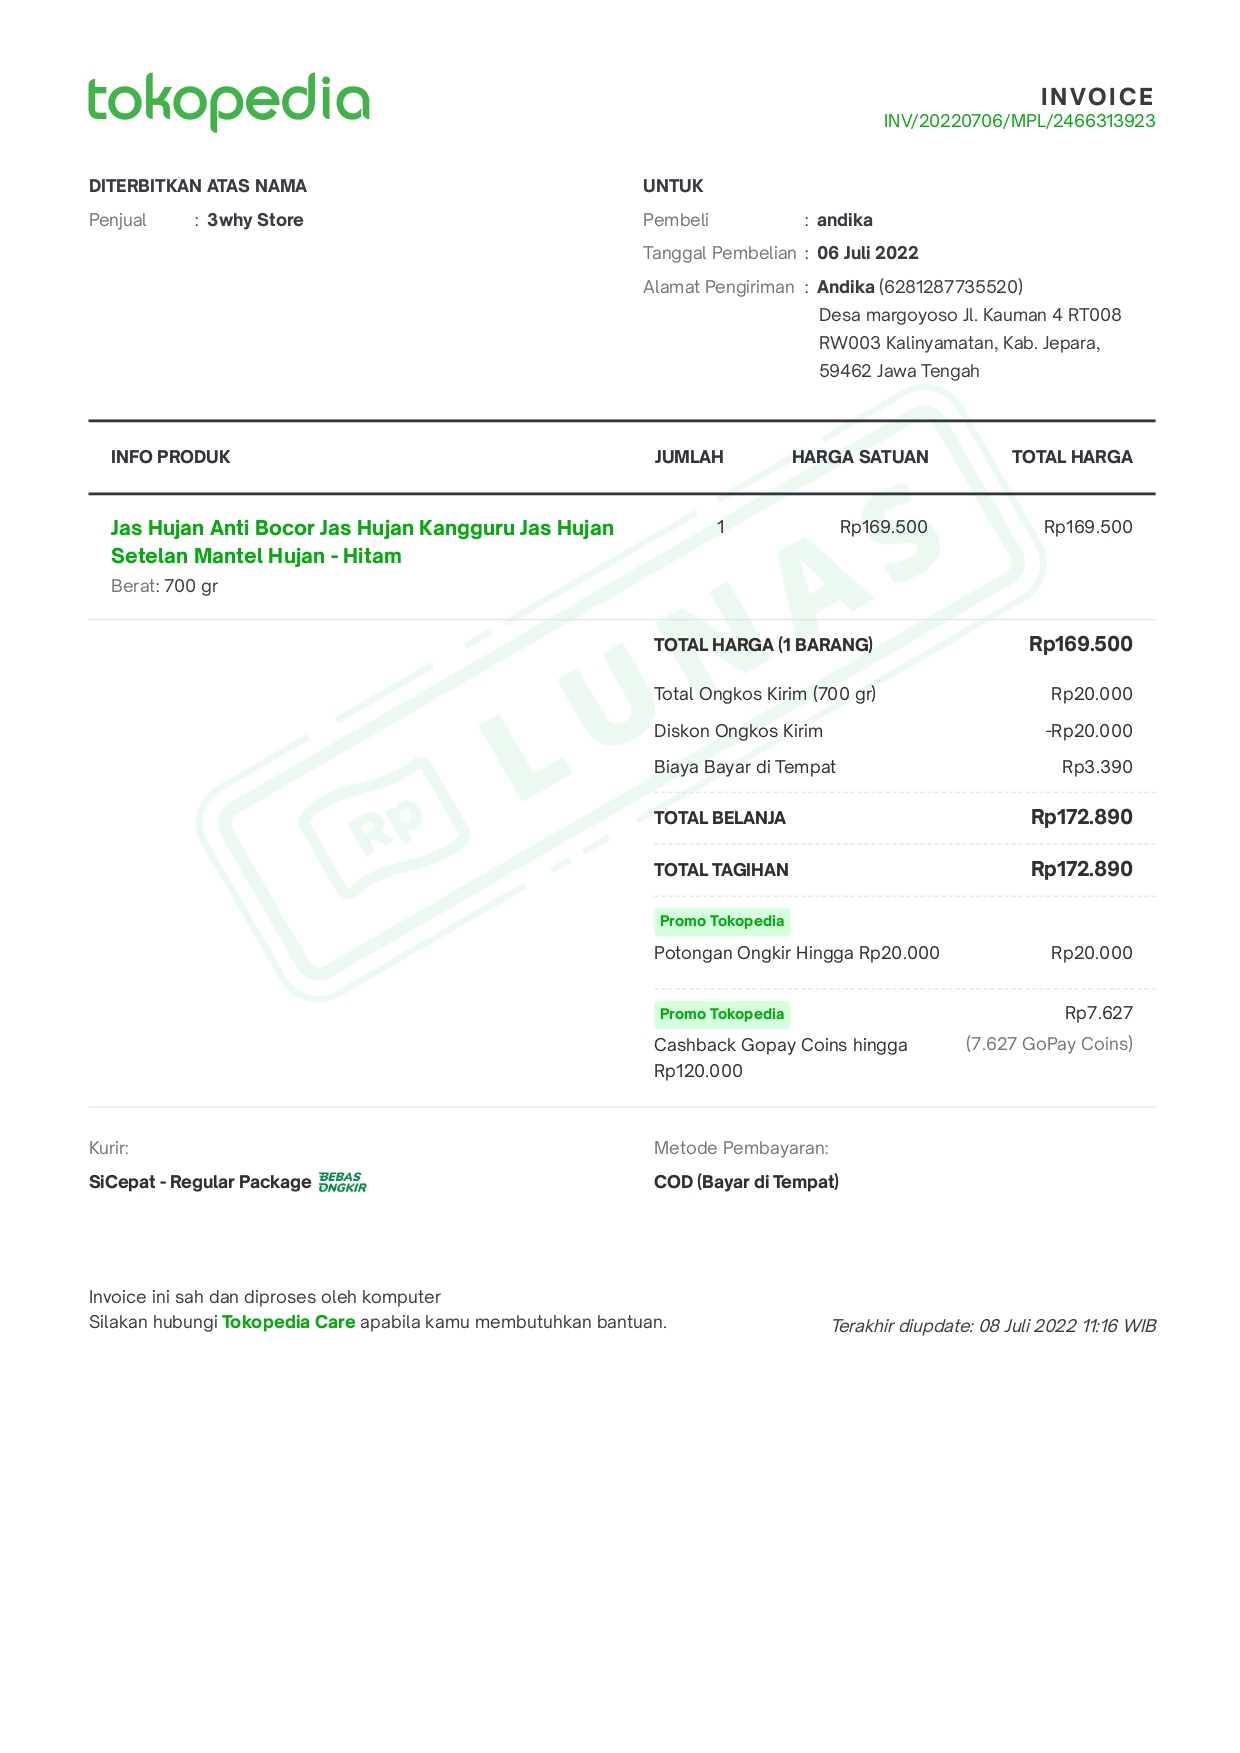 tokopedia
INVOICE
INV/20220706/MPL/2466313923
DITERBITKAN ATAS NAMA
Penjual : 3why Store
UNTUK
Pembeli : andika
Tanggal Pembelian : 06 Juli 2022
Alamat Pengiriman : Andika (6281287735520)
Desa margoyoso Jl. Kauman 4 RT008
RW003 Kalinyamatan, Kab. Jepara,
59462 Jawa Tengah
INFO PRODUK JUMLAH HARGA SATUAN TOTAL HARGA
Jas Hujan Anti Bocor Jas Hujan Kangguru Jas Hujan 1 Rp169.500 Rp169.500
Setelan Mantel Hujan - Hitam
Berat: 700 gr
TOTAL HARGA (1 BARANG) Rp169.500
Total Ongkos Kirim (700 gr) Rp20.000
Diskon Ongkos Kirim -Rp20.000
Biaya Bayar di Tempat Rp3.390
TOTAL BELANJA Rp172.890
TOTAL TAGIHAN Rp172.890
Promo Tokopedia
Potongan Ongkir Hingga Rp20.000 Rp20.000
Promo Tokopedia Rp7.627
Cashback Gopay Coins hingga (7.627 GoPay Coins)
Rp120.000
Rp LUNAS
Kurir:
SiCepat - Regular Package BEBAS ONGKIR
Metode Pembayaran:
COD (Bayar di Tempat)
Invoice ini sah dan diproses oleh komputer
Silakan hubungi Tokopedia Care apabila kamu membutuhkan bantuan.
Terakhir diupdate: 08 Juli 2022 11:16 WIB